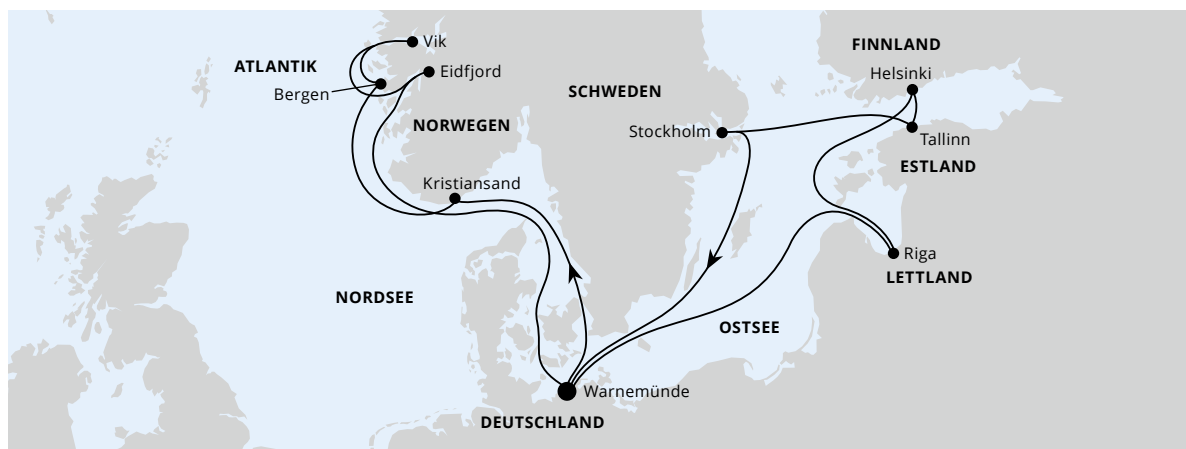 Vik
FINNLAND
ATLANTIK
Eidfjord
Helsinki
Bergen
SCHWEDEN
NORWEGEN
Stockholm
Tallinn
ESTLAND
Kristiansand
Riga
LETTLAND
NORDSEE
OSTSEE
Warnemünde
DEUTSCHLAND